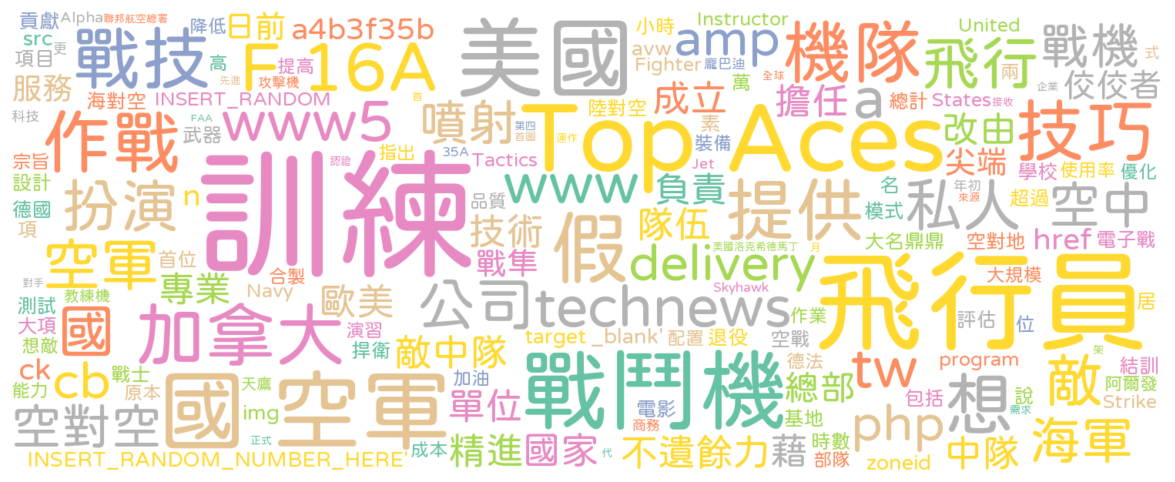 貢獻
Alpha
聯邦航空總署
降低
日前
a4b3f35b
美國
小時
Instructor
United
戰機
式
src
更
戰技
高
F-16A
avw
amp
機隊
飛行
項目
先進
攻擊機
提高
Fighter
龐巴迪
兩
服務
海對空
INSERT_RANDOM
首
萬
全球
企業
佼佼者
科技
FAA
武器
www5
噴射
第四
首圖
運作
陸對空
成立
擔任
a
總計
States
接收
作戰
指出
35A
Top Aces
素
裝備
改由
技巧
宗旨
訓練
認證
Tactics
Jet
尖端
學校
使用率
優化
設計
扮演
n
品質
www
負責
提供
名
年初
來源
超過
德國
技術
假
隊伍
模式
私人
空中
項
空軍
首位
戰隼
美國洛克希德馬丁
月
大名鼎鼎
空對地
href
電子戰
對手
合製
delivery
Skyhawk
飛行員
大規模
教練機
專業
Navy
歐美
公司
technews
居
測試
大項
國
加拿大
演習
target
_blank'
配置
退役
作業
評估
位
想敵
捍衛
敵中隊
空戰
架
ck
cb
戰士
國空軍
加油
戰鬥機
德法
tw
program
結訓
能力
原本
天鷹
單位
總部
包括
想
說
敵
阿爾發
空對空
img
電影
基地
php
需求
Strike
正式
商務
INSERT_RANDOM_NUMBER_HERE'
成本
精進
國家
代
不遺餘力
藉
時數
部隊
zoneid
中隊
海軍